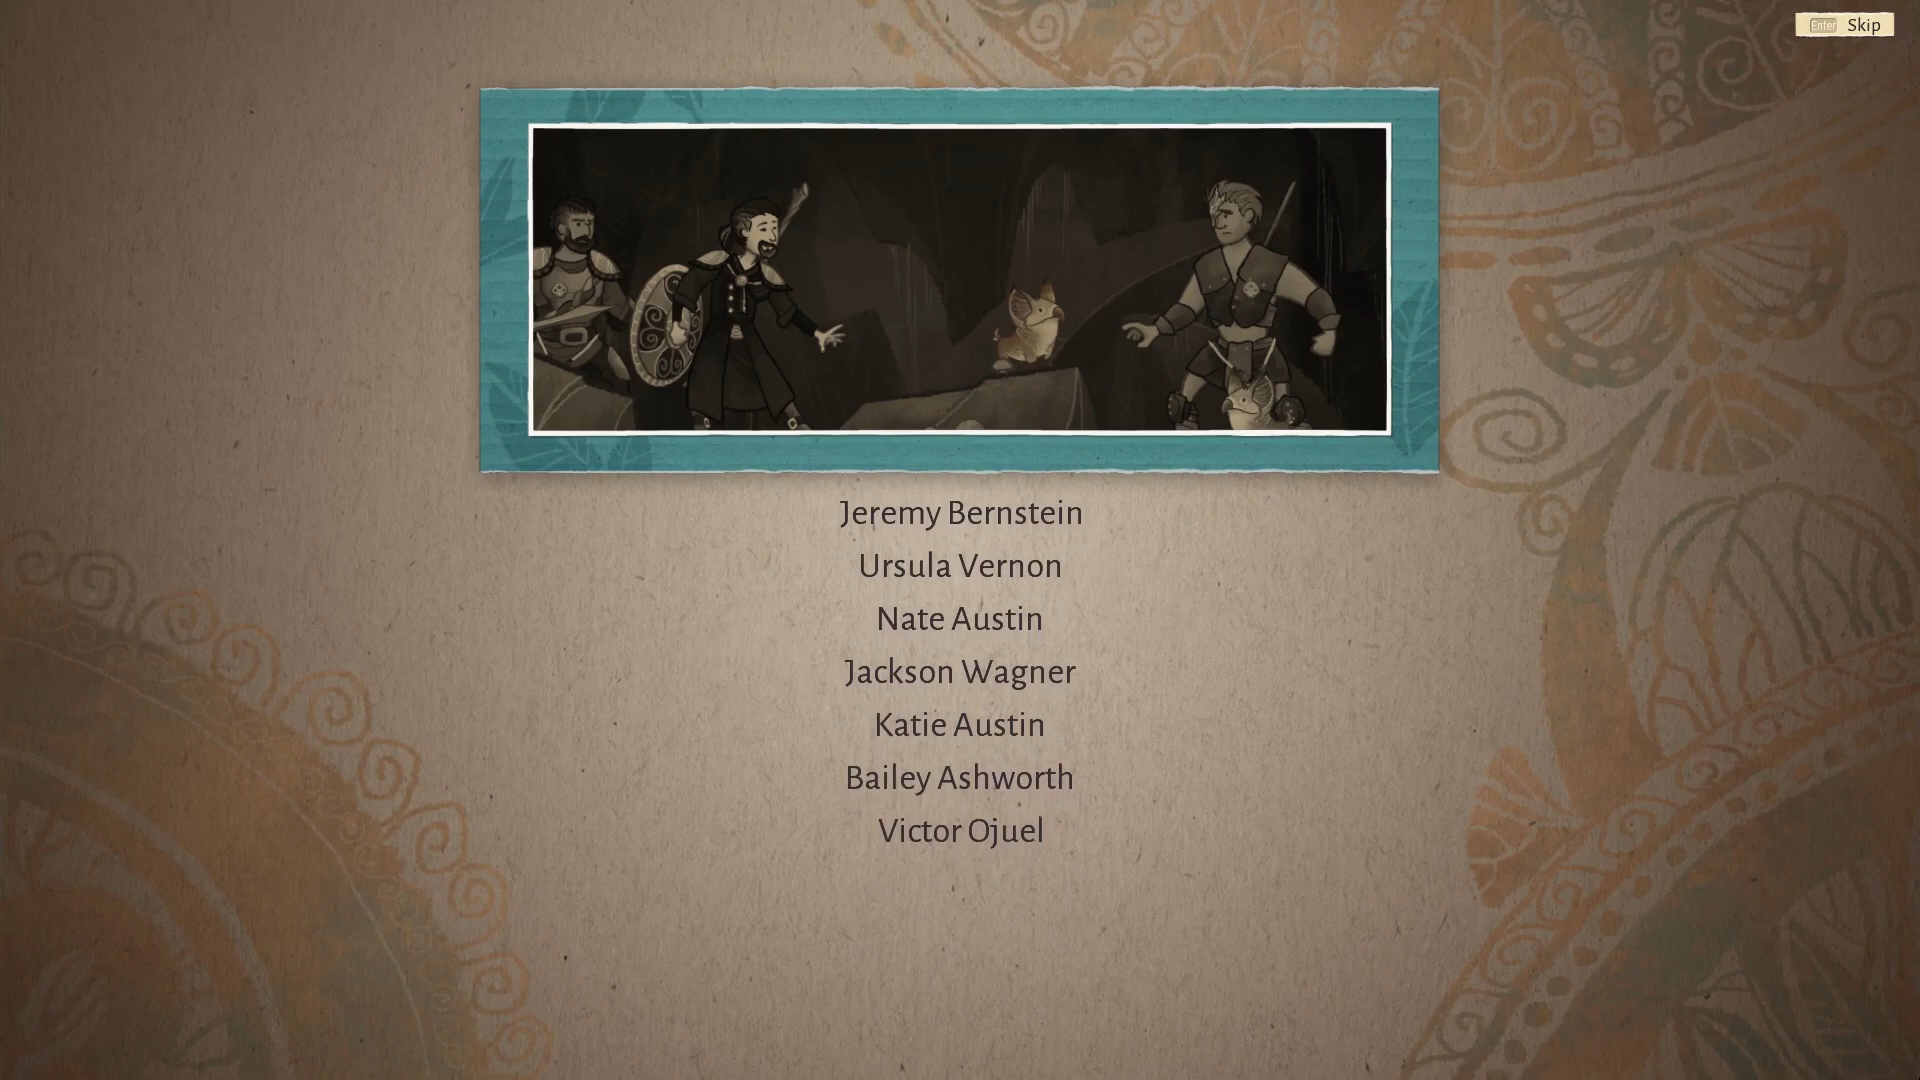 Enter Skip
Jeremy Bernstein
Ursula Vernon
Nate Austin
Jackson Wagner
Katie Austin
Bailey Ashworth
Victor Ojuel